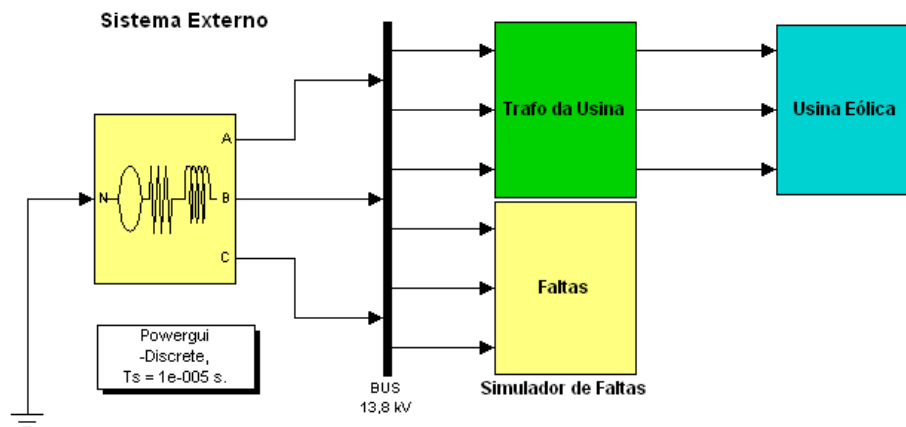 Sistema Externo
A
N
B
C
Powergui
-Discrete,
Ts = 1e-005 s.
BUS
13,8 kV
Trafo da Usina
Usina Eólica
Faltas
Simulador de Faltas